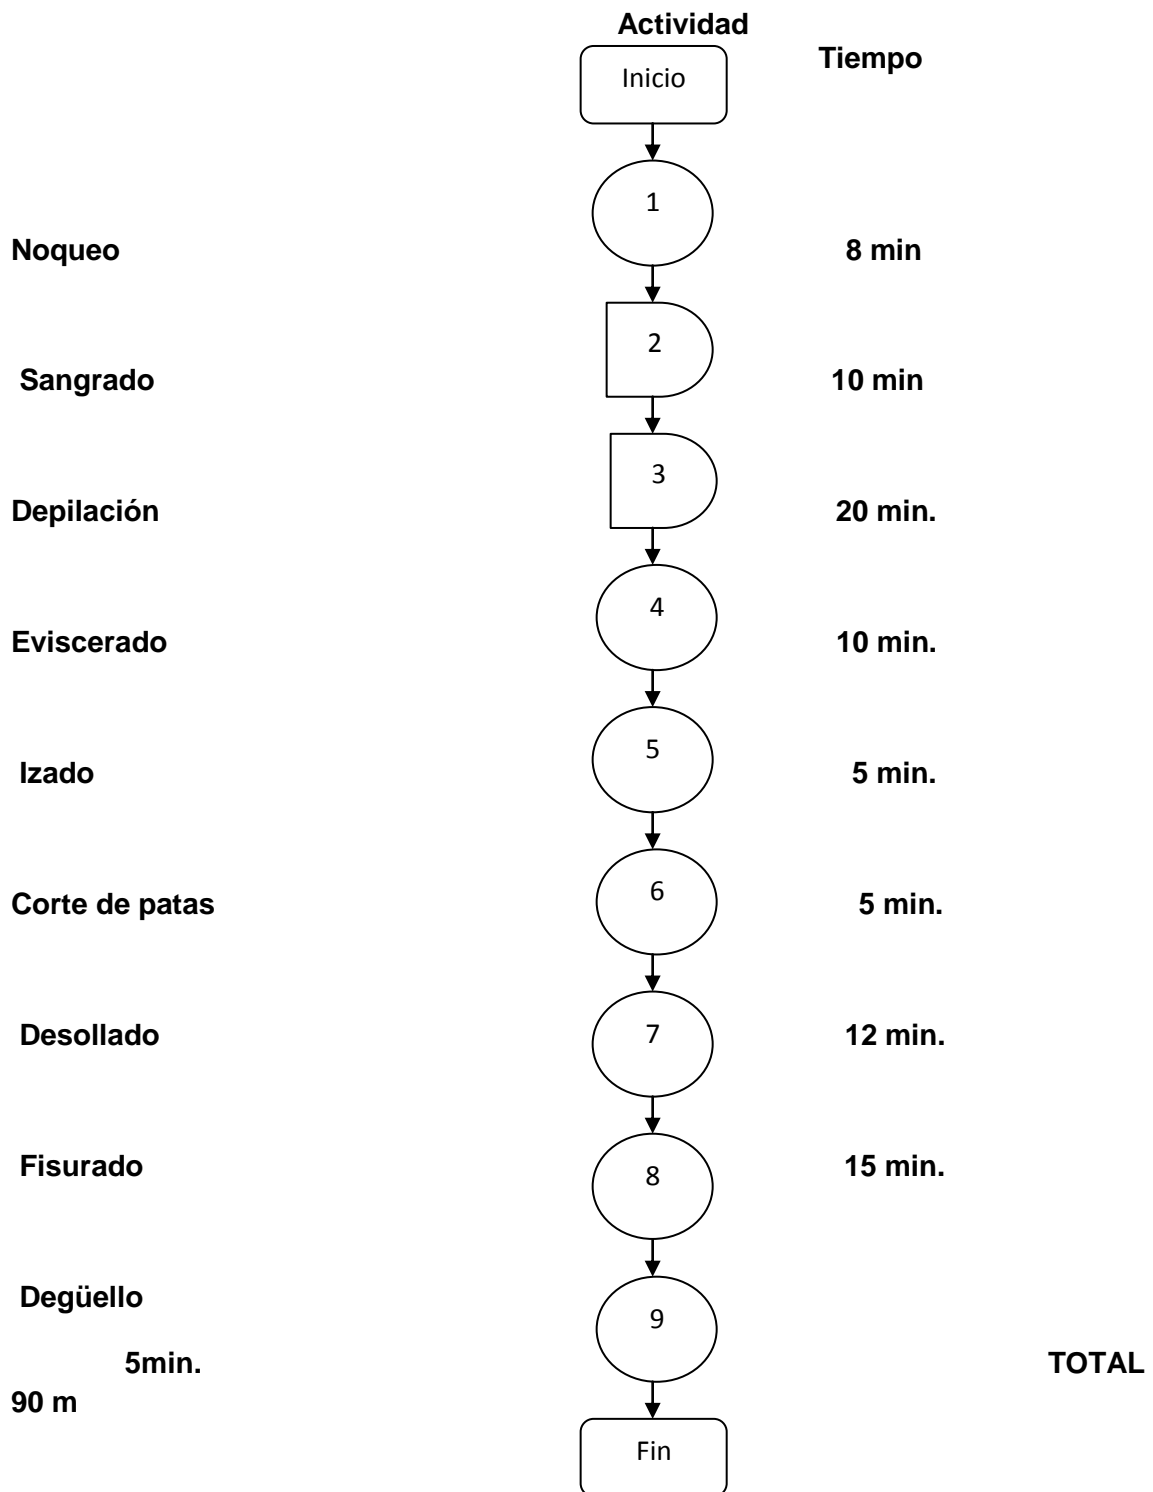 Actividad
Tiempo
Inicio
1
Noqueo 8 min
2
Sangrado 10 min
3
Depilación 20 min.
4
Eviscerado 10 min.
5
Izado 5 min.
6
Corte de patas 5 min.
7
Desollado 12 min.
8
Fisurado 15 min.
9
Degüello
5min. TOTAL
90 m
Fin